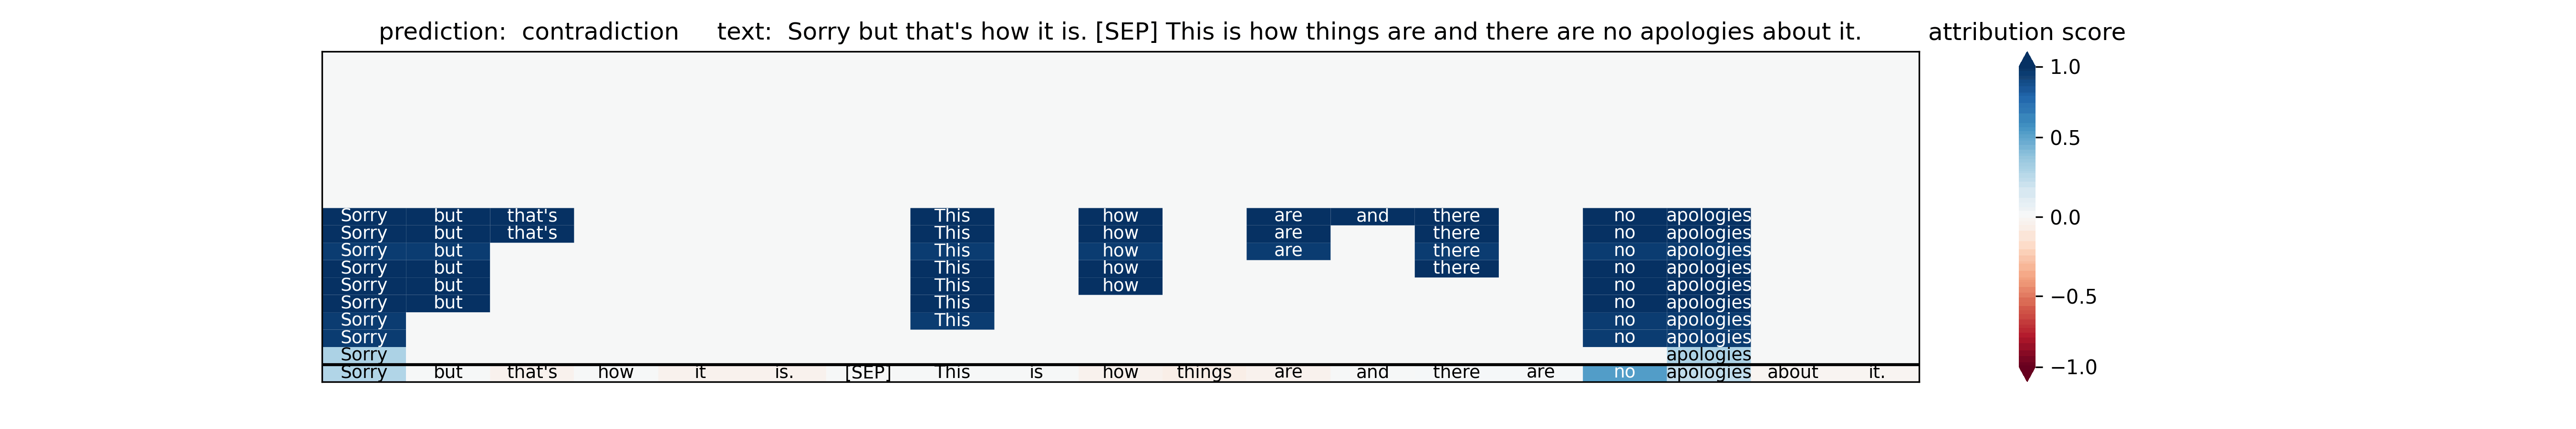 prediction:  contradiction     text:  Sorry but that's how it is. [SEP] This is how things are and there are no apologies about it.     attribution score
1.0
0.5
0.0
−0.5
−1.0
Sorry but that's This how are and there no apologies
Sorry but that's This how are there no apologies
Sorry but This how are there no apologies
Sorry but This how there no apologies
Sorry but This how no apologies
Sorry but This no apologies
Sorry This no apologies
Sorry no apologies
Sorry apologies
Sorry but that's how it is. [SEP] This is how things are and there are no apologies about it.